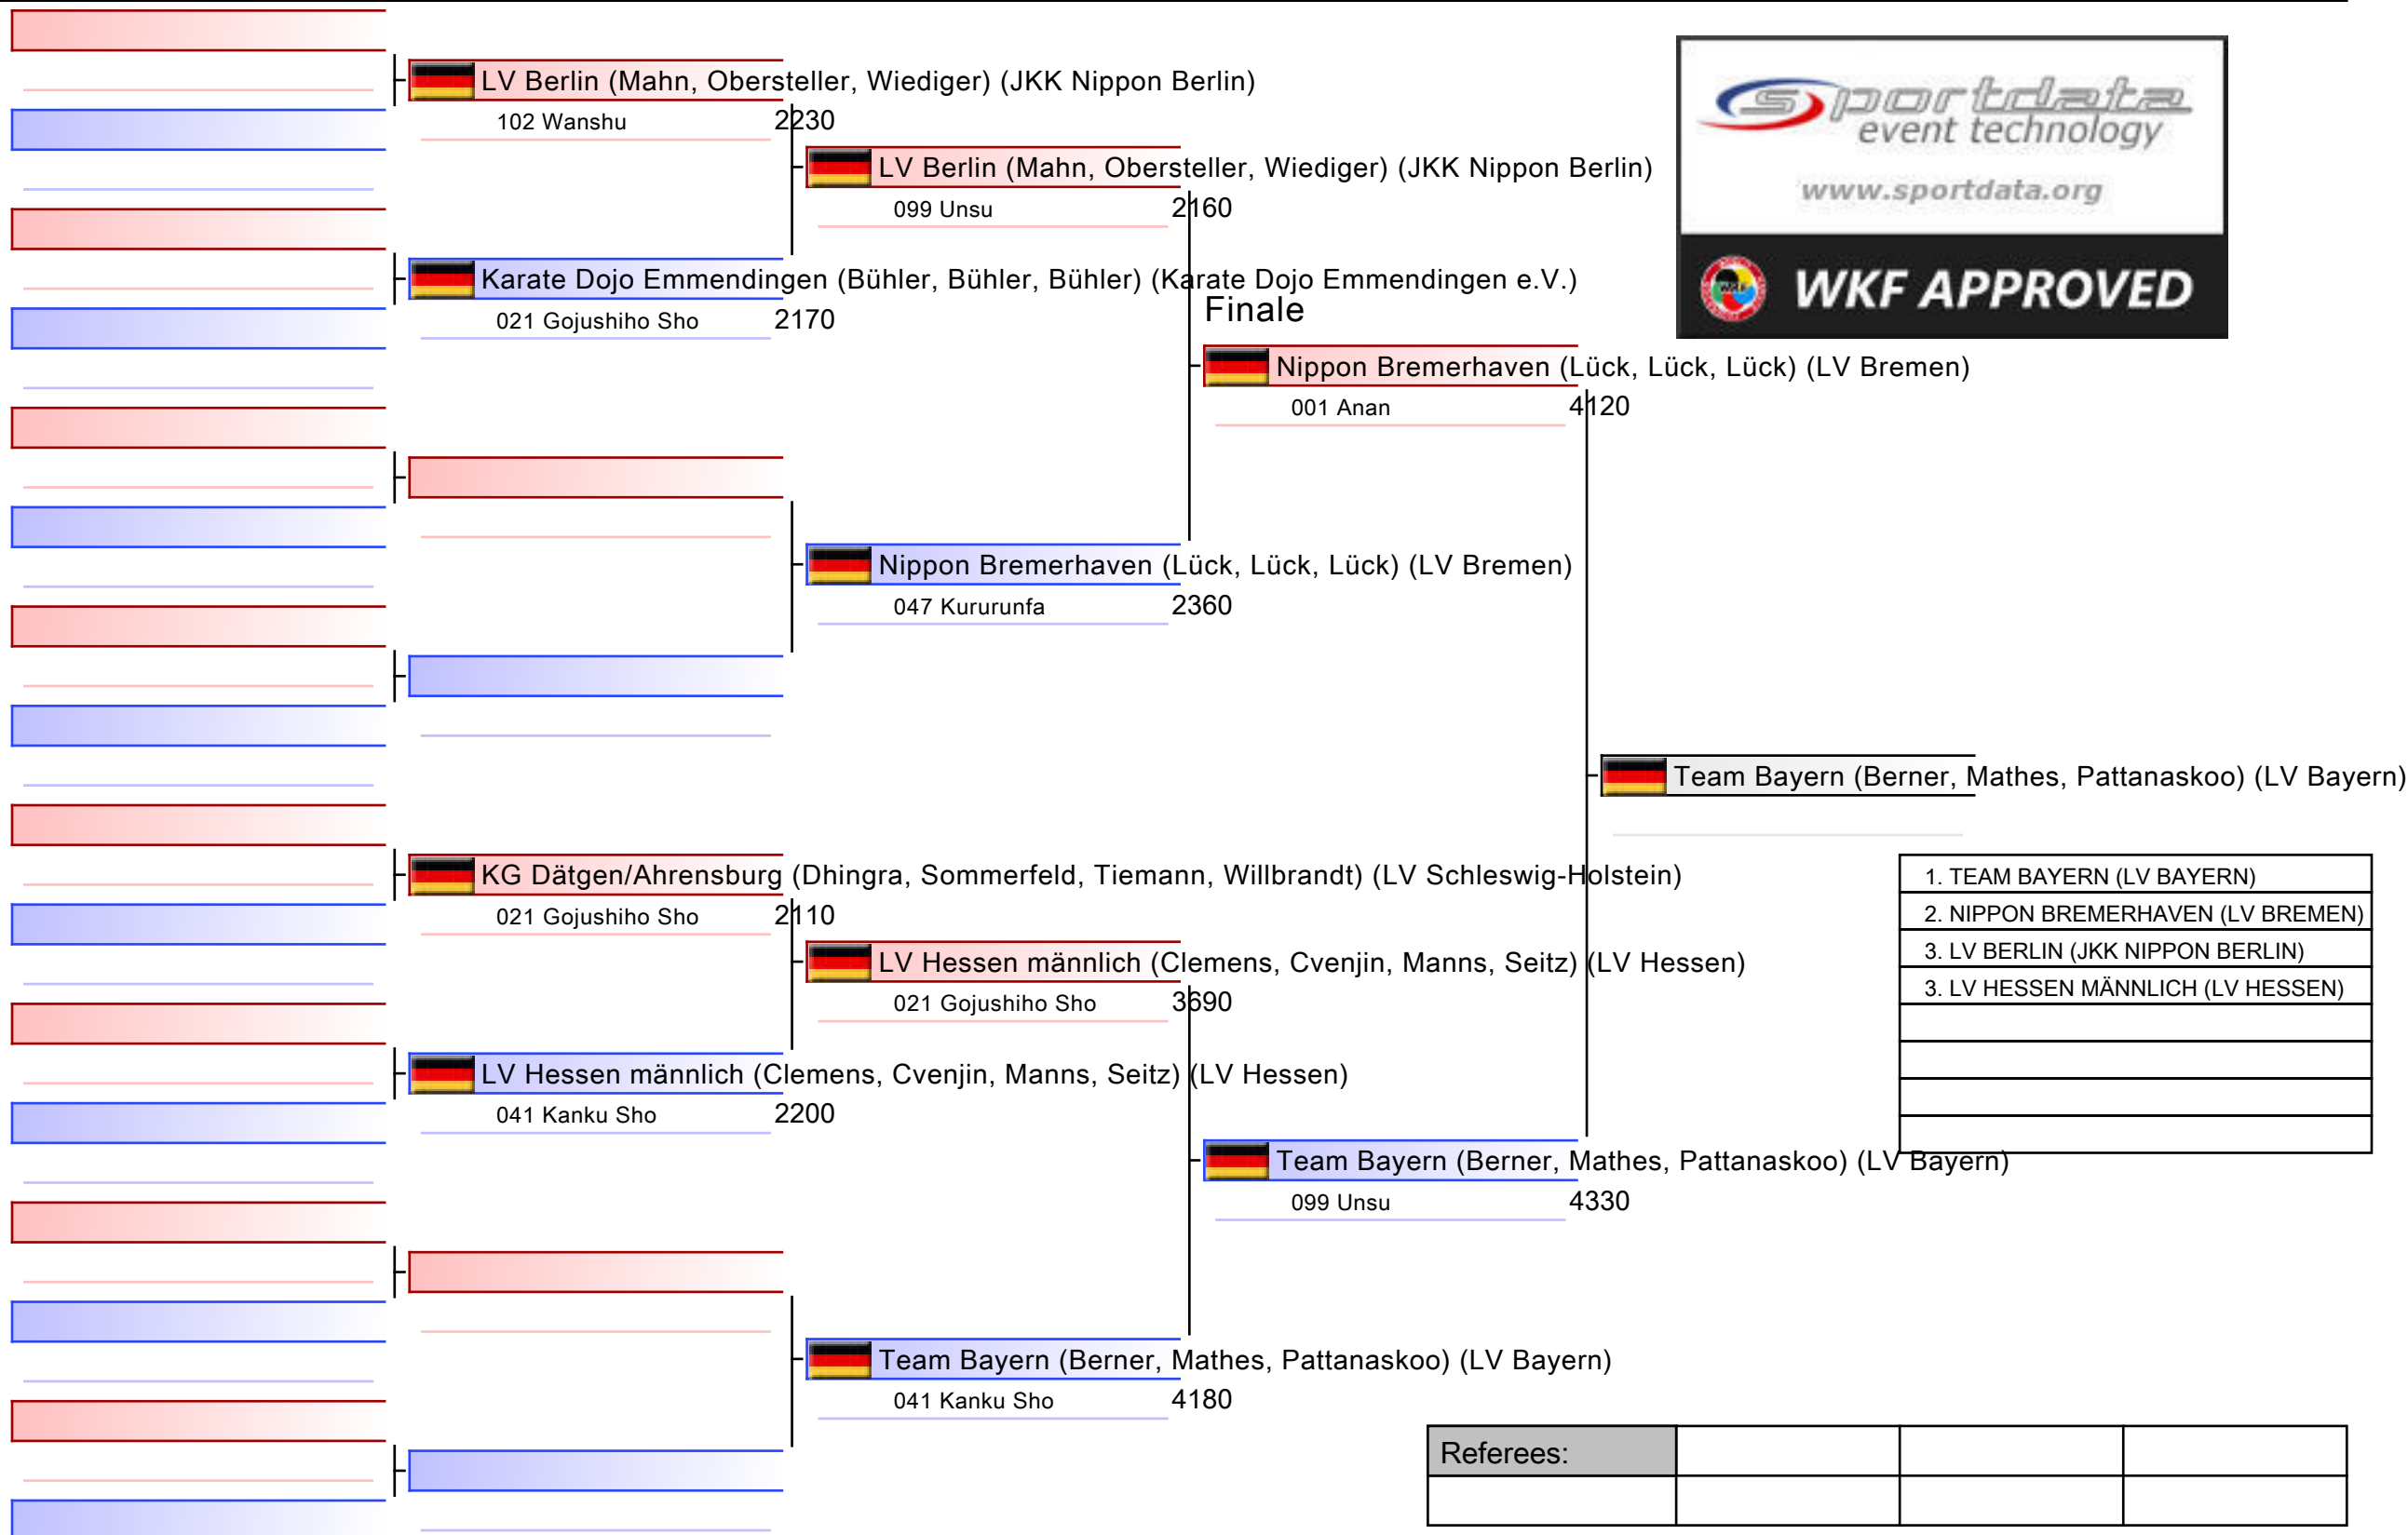 LV Berlin (Mahn, Obersteller, Wiediger) (JKK Nippon Berlin)
102 Wanshu 2230
LV Berlin (Mahn, Obersteller, Wiediger) (JKK Nippon Berlin)
099 Unsu 2160
Karate Dojo Emmendingen (Bühler, Bühler, Bühler) (Karate Dojo Emmendingen e.V.)
021 Gojushiho Sho 2170
sportdata
event technology
www.sportdata.org
WKF
WKF APPROVED
Finale
Nippon Bremerhaven (Lück, Lück, Lück) (LV Bremen)
001 Anan 4120
Nippon Bremerhaven (Lück, Lück, Lück) (LV Bremen)
047 Kururunfa 2360
Team Bayern (Berner, Mathes, Pattanaskoo) (LV Bayern)
KG Dätgen/Ahrensburg (Dhingra, Sommerfeld, Tiemann, Willbrandt) (LV Schleswig-Holstein)
021 Gojushiho Sho 2110
LV Hessen männlich (Clemens, Cvenjin, Manns, Seitz) (LV Hessen)
021 Gojushiho Sho 3690
LV Hessen männlich (Clemens, Cvenjin, Manns, Seitz) (LV Hessen)
041 Kanku Sho 2200
1. TEAM BAYERN (LV BAYERN)
2. NIPPON BREMERHAVEN (LV BREMEN)
3. LV BERLIN (JKK NIPPON BERLIN)
3. LV HESSEN MÄNNLICH (LV HESSEN)
Team Bayern (Berner, Mathes, Pattanaskoo) (LV Bayern)
099 Unsu 4330
Team Bayern (Berner, Mathes, Pattanaskoo) (LV Bayern)
041 Kanku Sho 4180
Referees: